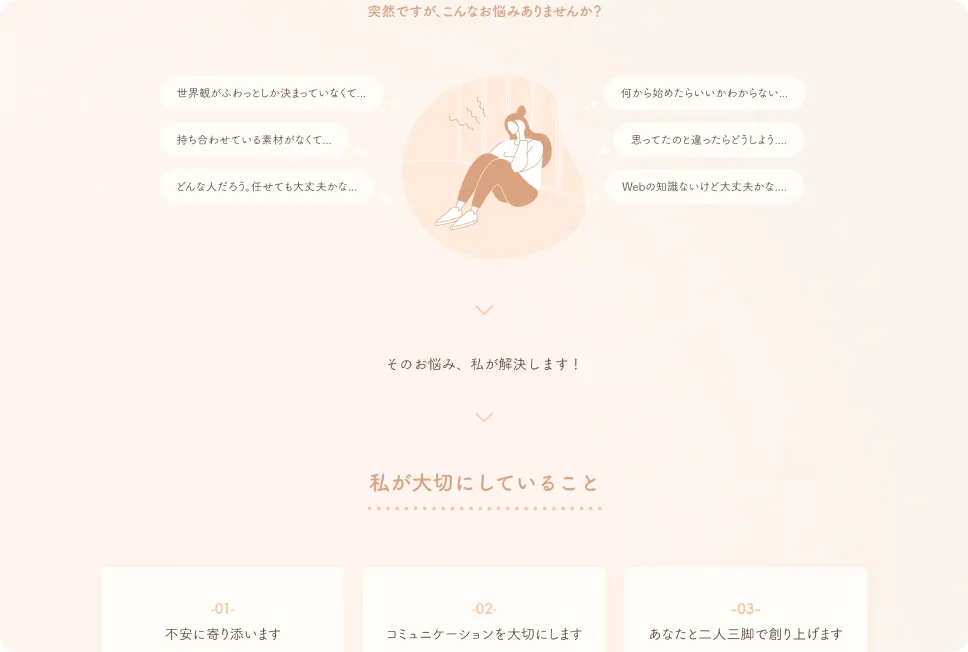 突然ですが、こんなお悩みありませんか？
世界観がふわっとしか決まっていなくて...
持ち合わせている素材がなくて...
どんな人だろう。任せても大丈夫かな...
何から始めたらいいかわからない...
思ってたのと違ったらどうしよう....
Webの知識ないけど大丈夫かな....
そのお悩み、私が解決します！
私が大切にしていること
-01-
不安に寄り添います
-02-
コミュニケーションを大切にします
-03-
あなたと二人三脚で創り上げます